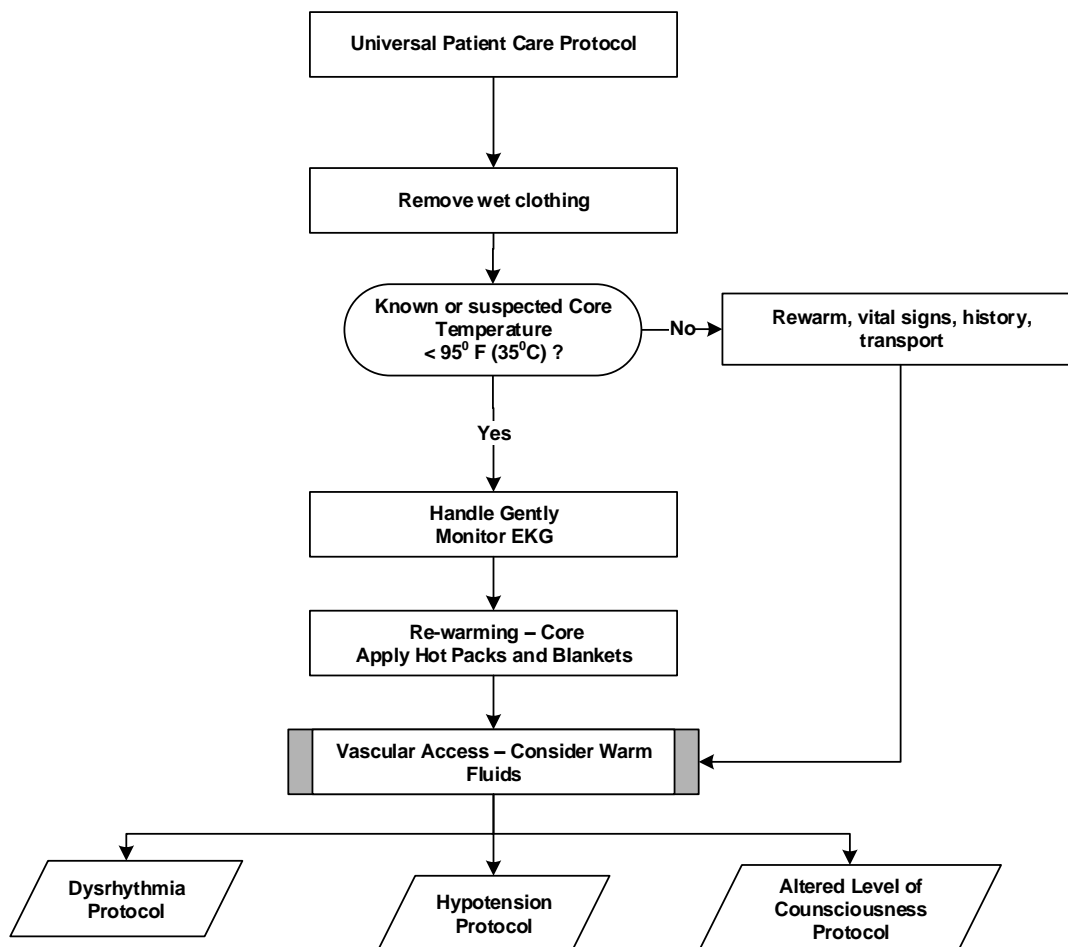 Universal Patient Care Protocol
Remove wet clothing
Known or suspected Core
Temperature
< 95⁰ F (35⁰C) ?
No
Rewarm, vital signs, history,
transport
Yes
Handle Gently
Monitor EKG
Re-warming – Core
Apply Hot Packs and Blankets
Vascular Access – Consider Warm
Fluids
Dysrhythmia
Protocol
Hypotension
Protocol
Altered Level of
Counsciousness
Protocol